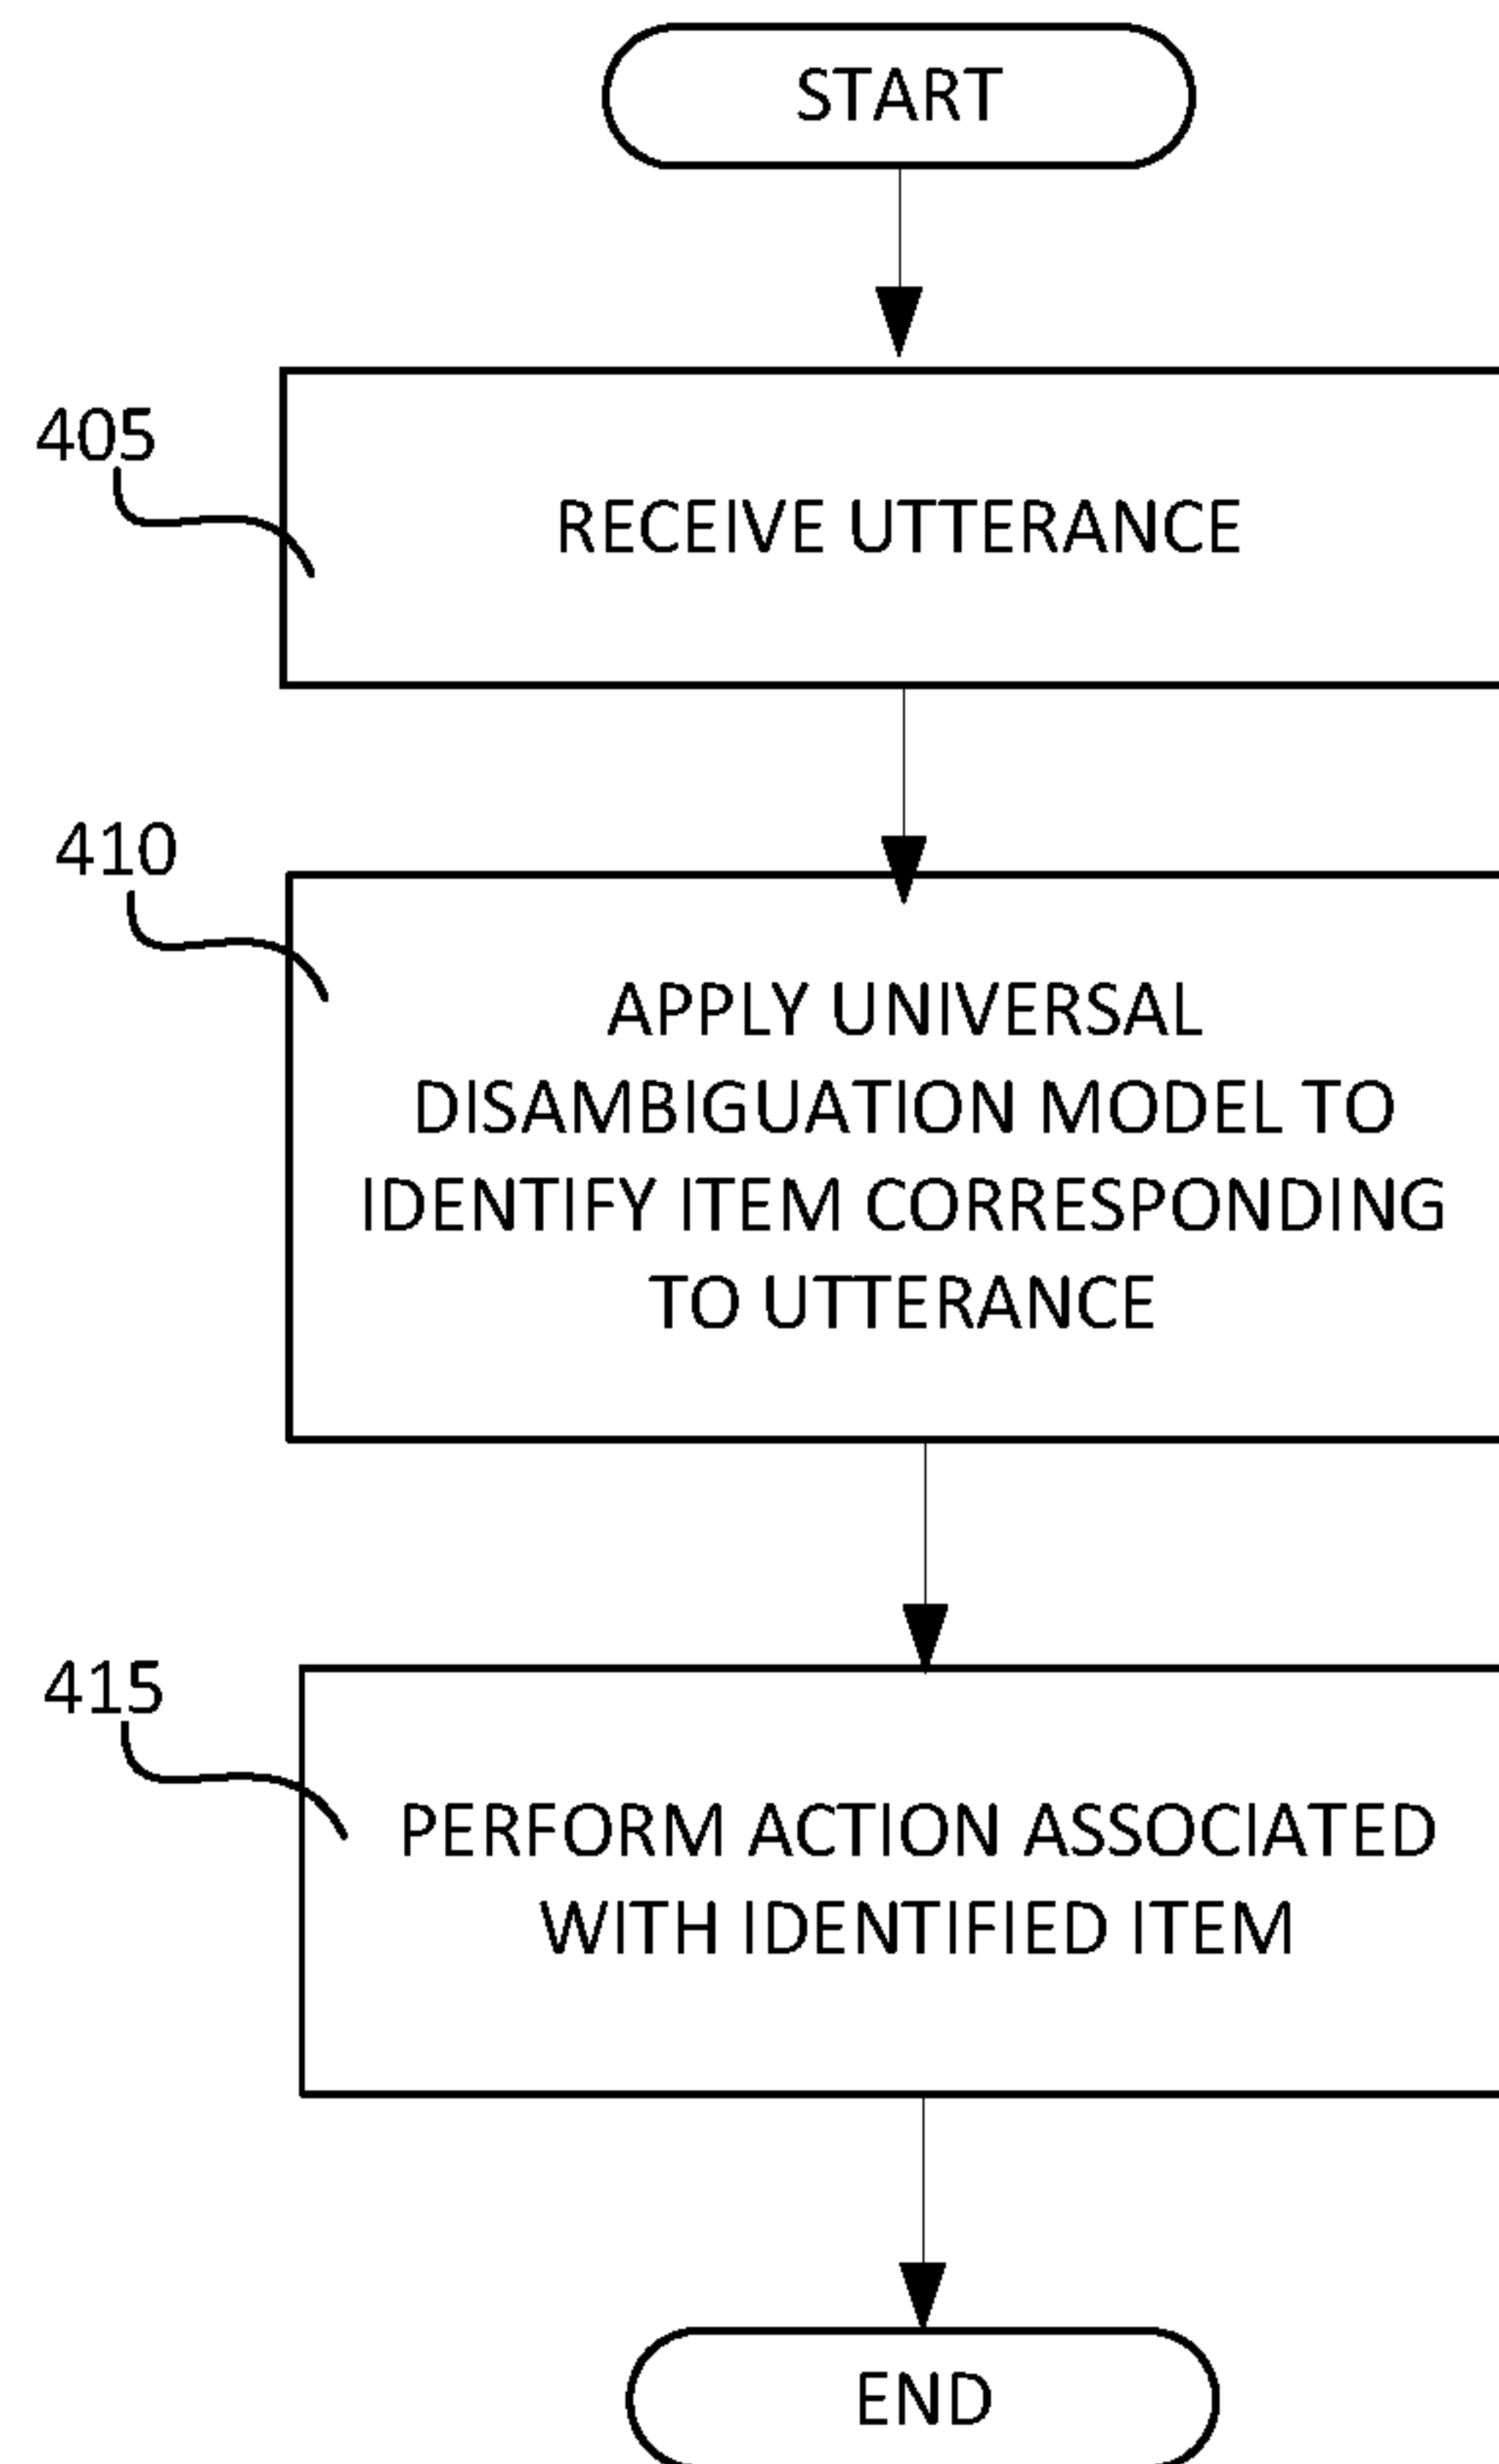 START
405
RECEIVE UTTERANCE
410
APPLY UNIVERSAL
DISAMBIGUATION MODEL TO
IDENTIFY ITEM CORRESPONDING
TO UTTERANCE
415
PERFORM ACTION ASSOCIATED
WITH IDENTIFIED ITEM
END